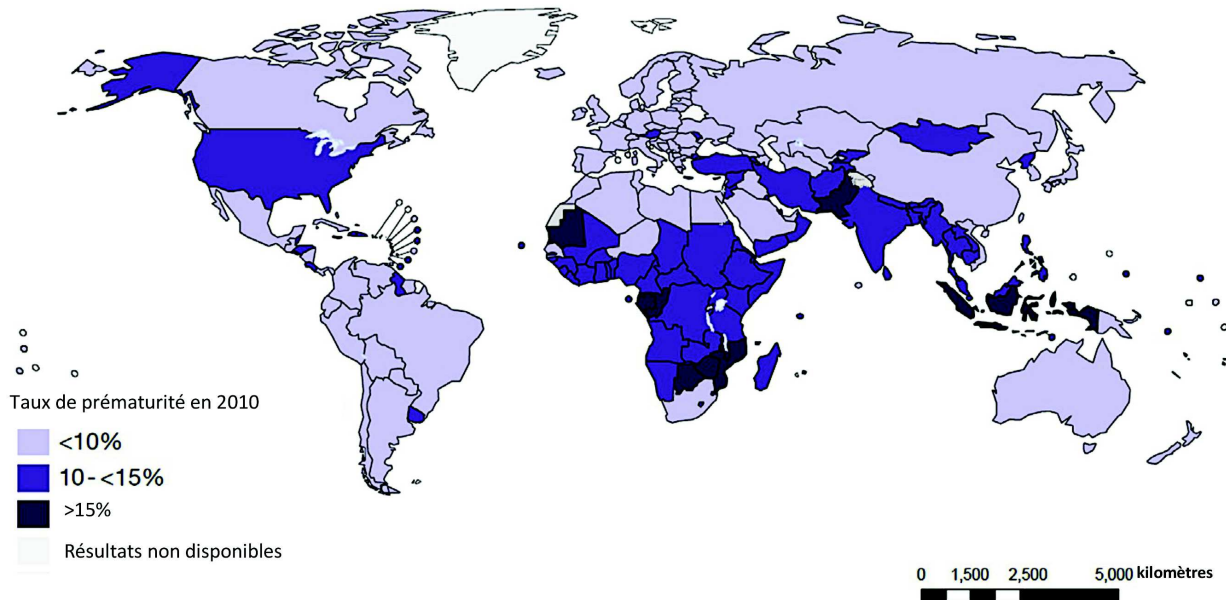 Taux de prématurité en 2010
<10%
10-<15%
>15%
Résultats non disponibles
0 1,500 2,500 5,000 kilomètres